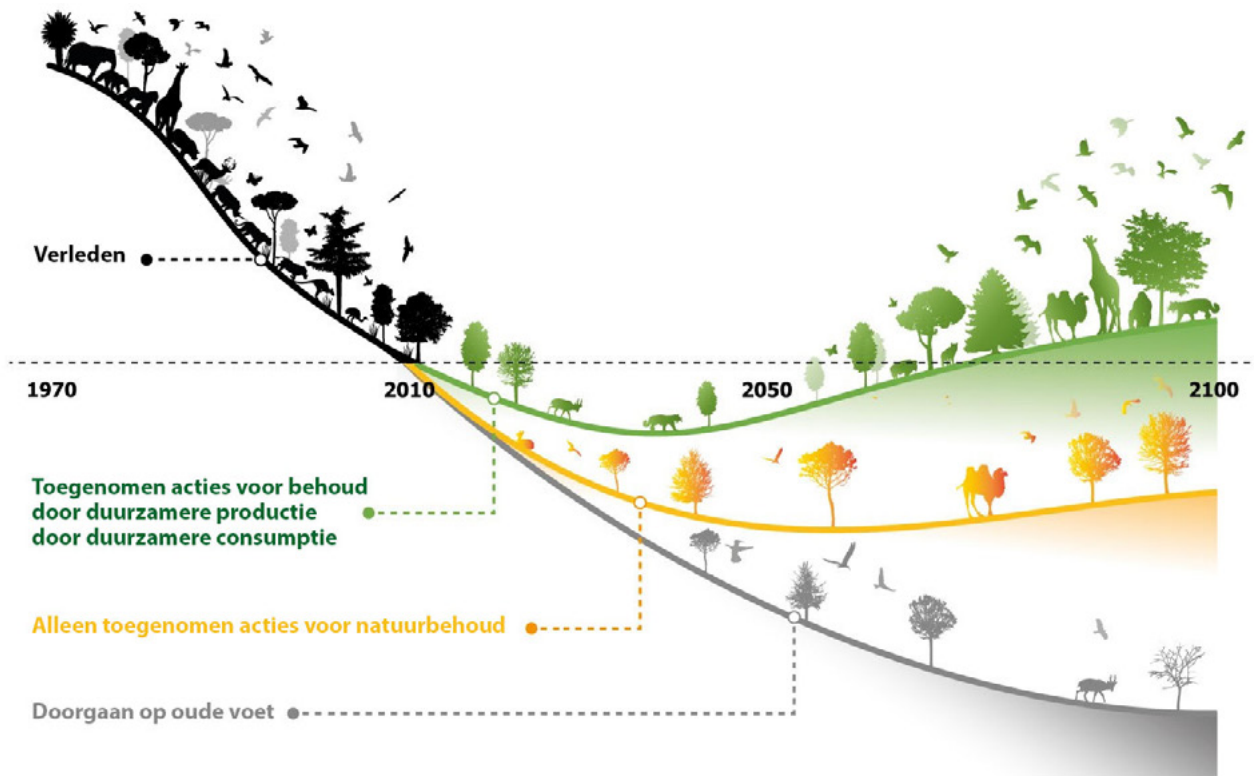 Verleden
1970
2010
2050
2100
Toegenomen acties voor behoud
door duurzamere productie
door duurzamere consumptie
Alleen toegenomen acties voor natuurbehoud
Doorgaan op oude voet